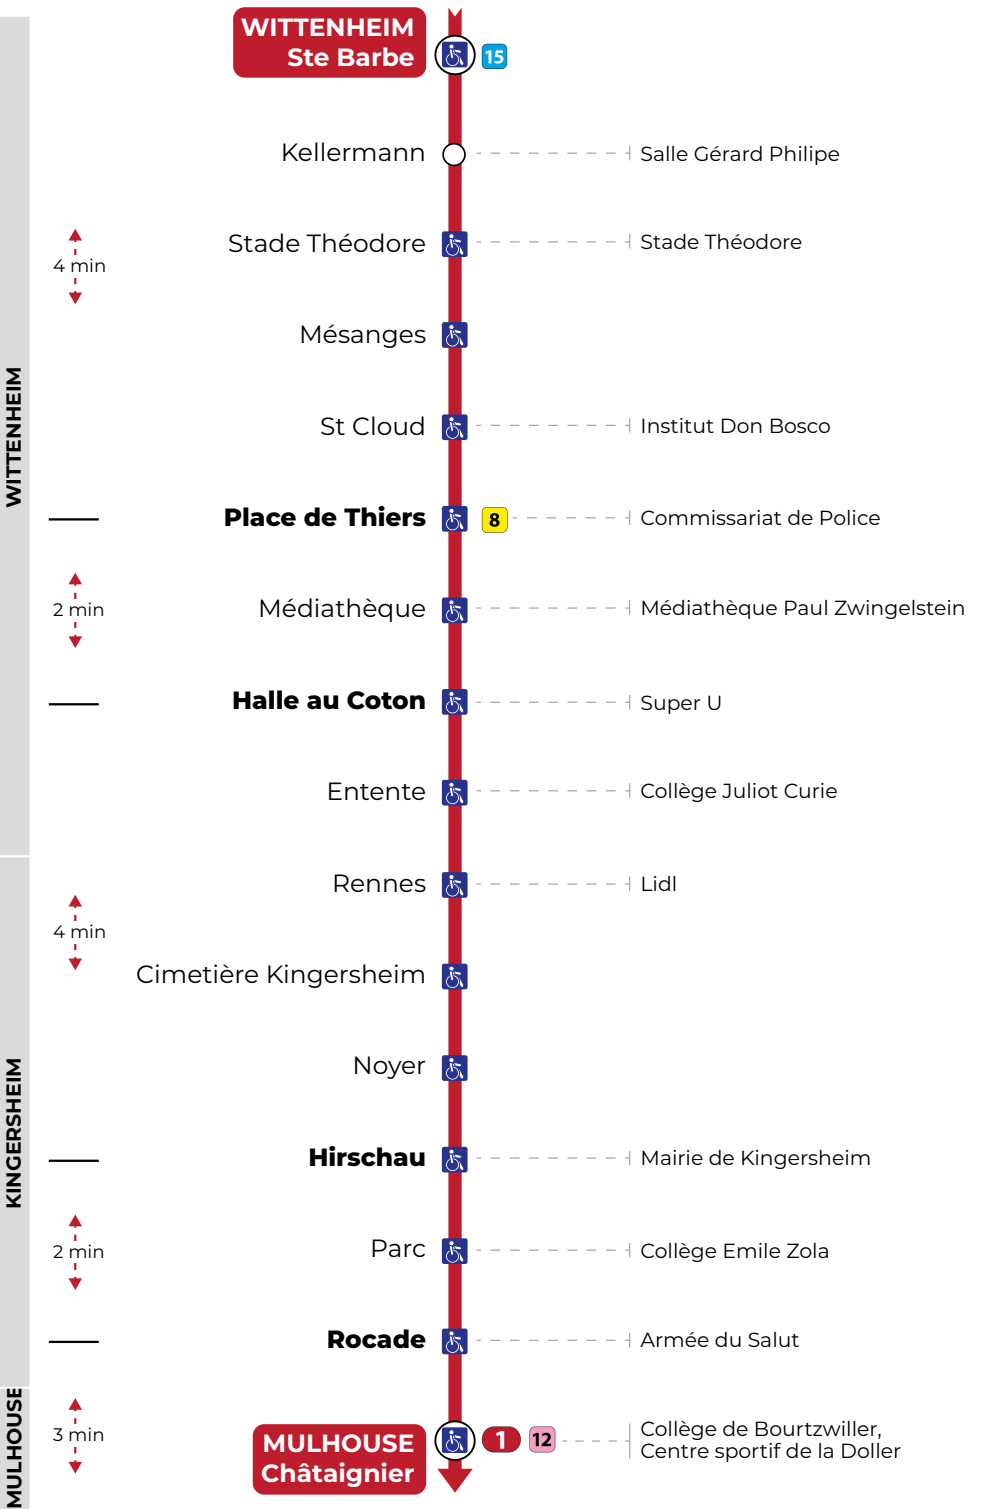 WITTENHEIM
Ste Barbe
15
Kellermann
Salle Gérard Philipe
Stade Théodore
Stade Théodore
4 min
Mésanges
St Cloud
Institut Don Bosco
WITTENHEIM
Place de Thiers
8
Commissariat de Police
2 min
Médiathèque
Médiathèque Paul Zwingelstein
Halle au Coton
Super U
Entente
Collège Juliot Curie
Rennes
Lidl
4 min
Cimetière Kingersheim
Noyer
KINGERSHEIM
Hirschau
Mairie de Kingersheim
2 min
Parc
Collège Emile Zola
Rocade
Armée du Salut
MULHOUSE
3 min
MULHOUSE
Châtaignier
1
12
Collège de Bourtzwiller,
Centre sportif de la Doller